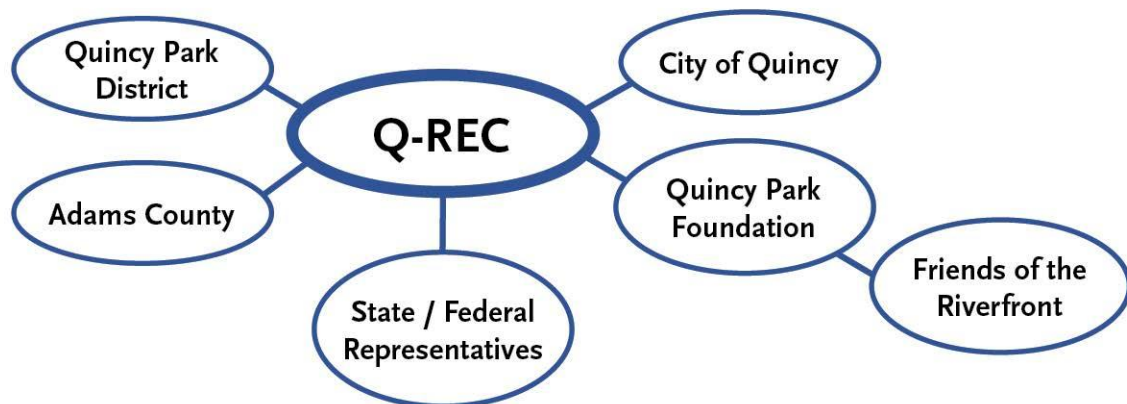 Quincy Park
District
City of Quincy
Q-REC
Adams County
Quincy Park
Foundation
State / Federal
Representatives
Friends of the
Riverfront